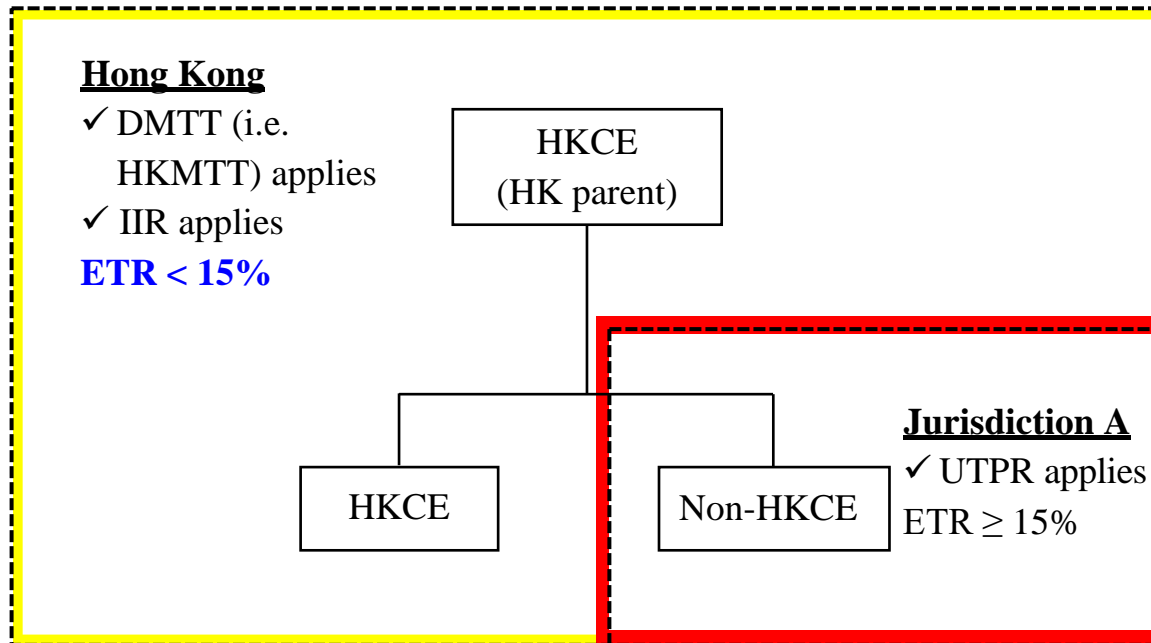 Hong Kong
✓ DMTT (i.e.
HKMTT) applies
✓ IIR applies
ETR < 15%
HKCE
(HK parent)
HKCE
Non-HKCE
Jurisdiction A
✓ UTPR applies
ETR ≥ 15%